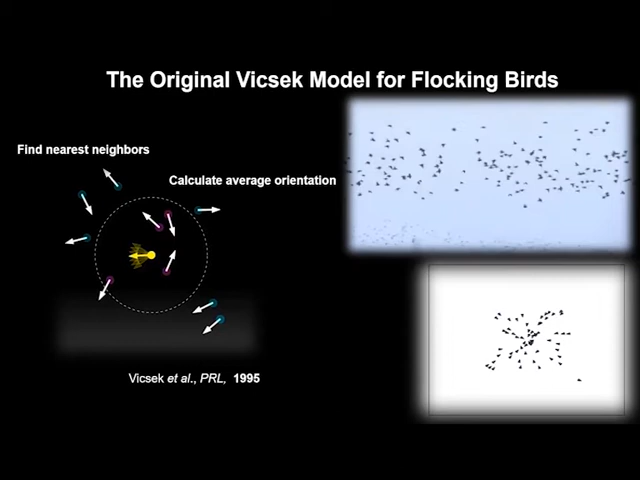 The Original Vicsek Model for Flocking Birds
Find nearest neighbors
Calculate average orientation
Vicsek et al., PRL, 1995